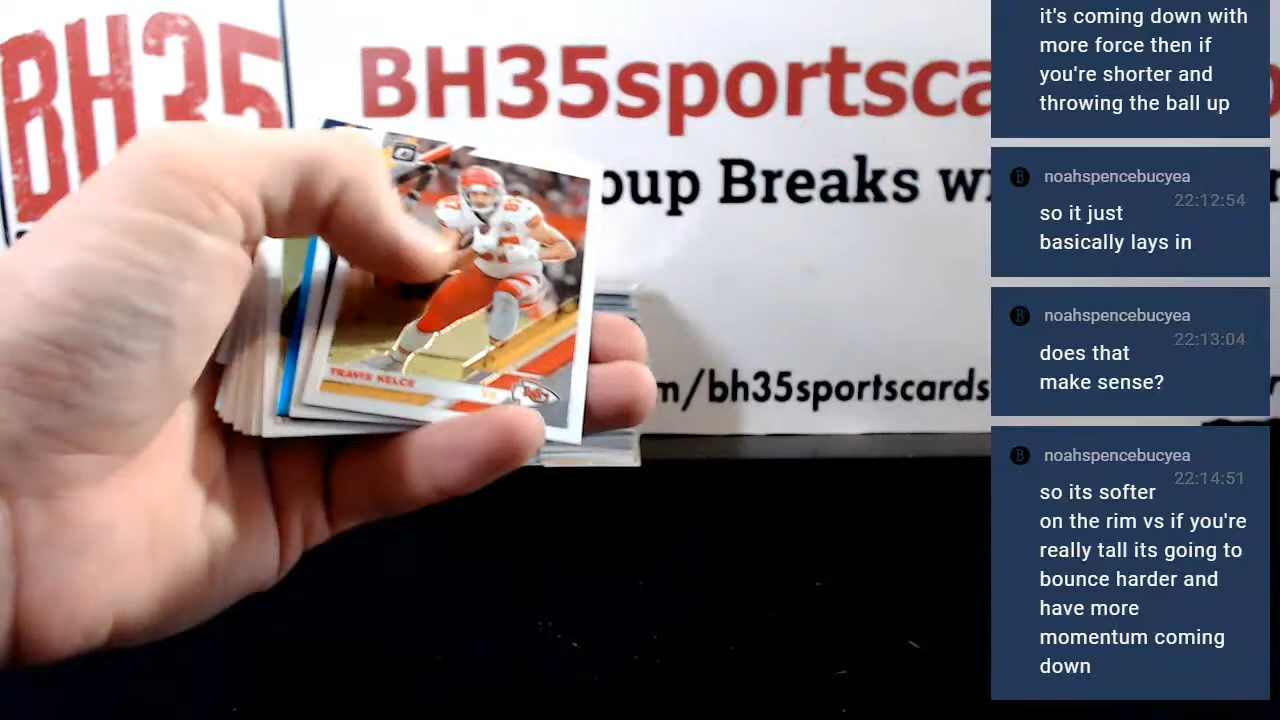 it's coming down with
more force then if
you're shorter and
throwing the ball up
BH35
BH35sportsca
oup Breaks w
m/bh35sportscards
TRAVIS KELCE
87
KC
noahspencebucyea
22:12:54
so it just
basically lays in
noahspencebucyea
22:13:04
does that
make sense?
noahspencebucyea
22:14:51
so its softer
on the rim vs if you're
really tall its going to
bounce harder and
have more
momentum coming
down